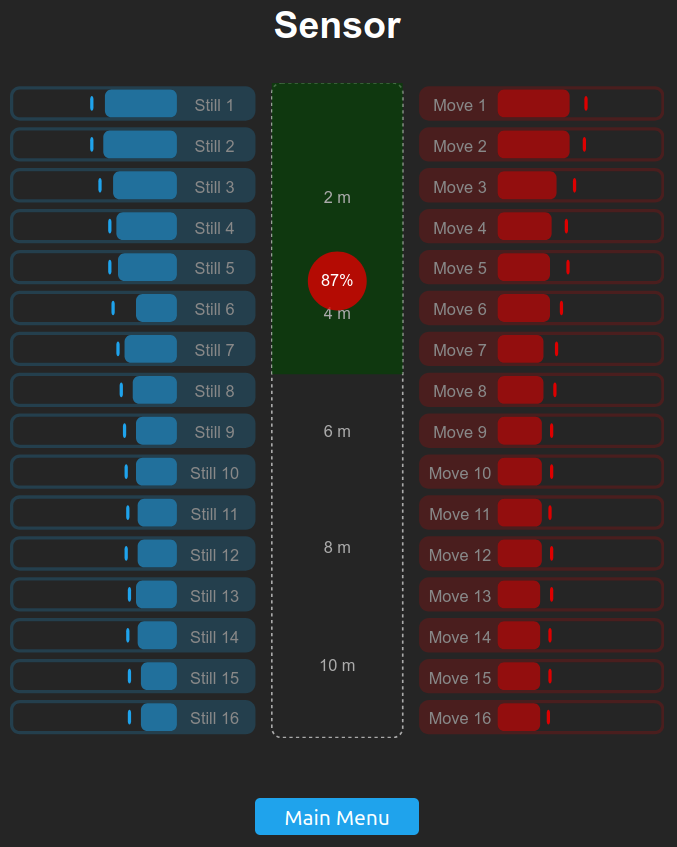 Sensor
Still 1
Move 1
Still 2
Move 2
Still 3
2 m
Move 3
Still 4
Move 4
Still 5
87%
Move 5
Still 6
4 m
Move 6
Still 7
Move 7
Still 8
Move 8
Still 9
6 m
Move 9
Still 10
Move 10
Still 11
Move 11
Still 12
8 m
Move 12
Still 13
Move 13
Still 14
Move 14
Still 15
10 m
Move 15
Still 16
Move 16
Main Menu